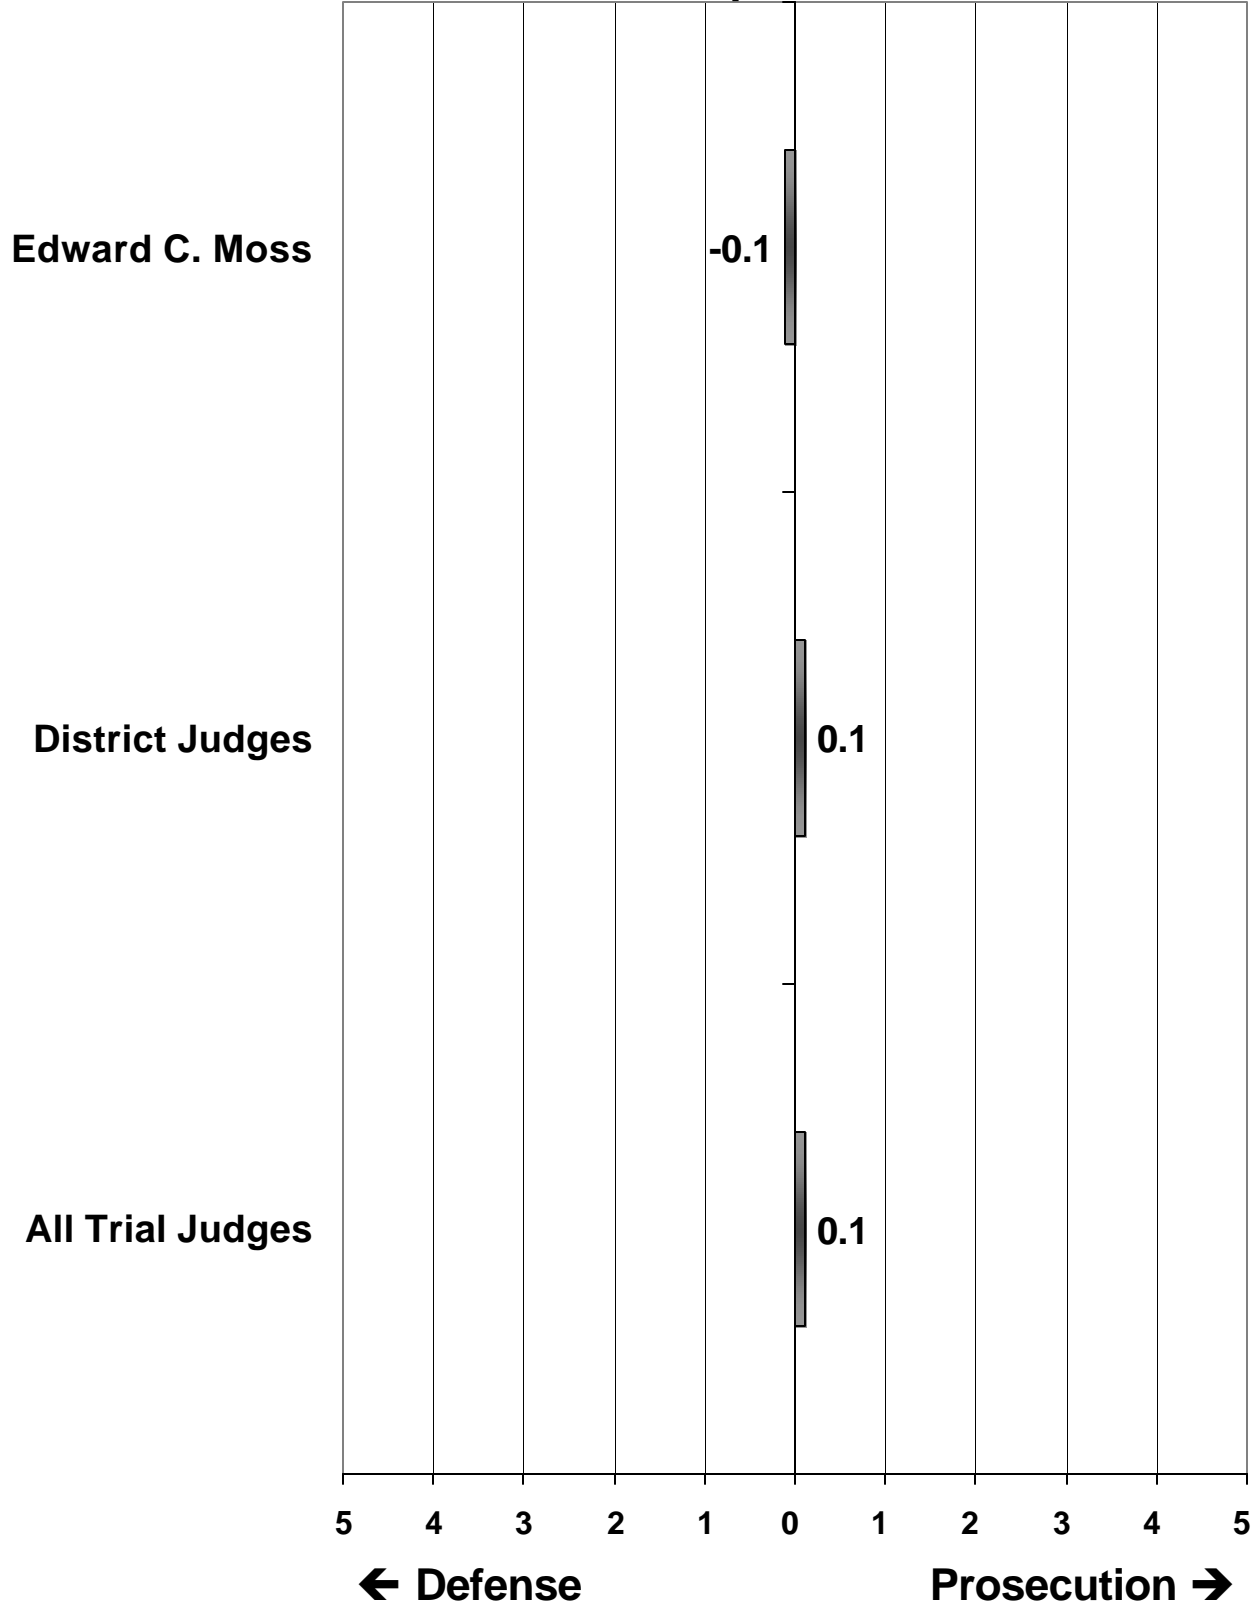 Edward C. Moss
-0.1
District Judges
0.1
All Trial Judges
0.1
5 4 3 2 1 0 1 2 3 4 5
← Defense Prosecution →